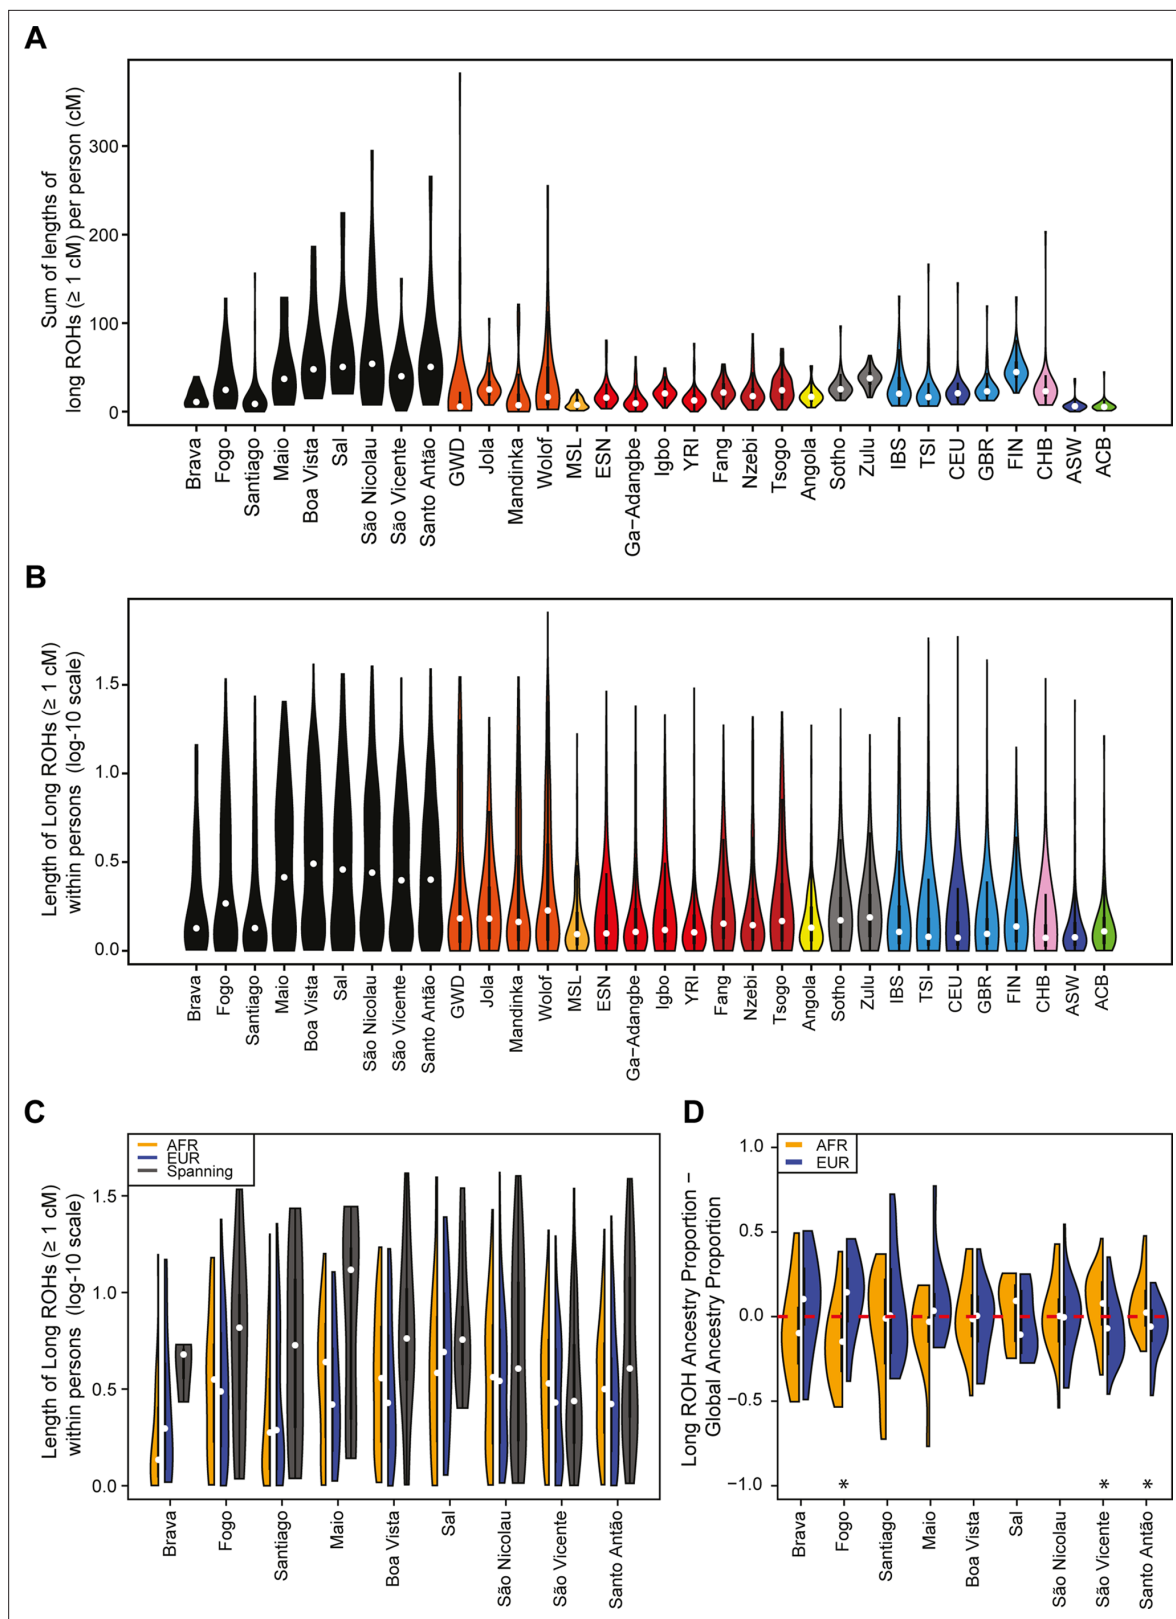 A
Sum of lengths of
long ROHs (≥ 1 cM) per person (cM)
300
200
100
0
Brava
Fogo
Santiago
Maio
Boa Vista
Sal
São Nicolau
São Vicente
Santo Antão
GWD
Jola
Mandinka
Wolof
MSL
ESN
Ga−Adangbe
Igbo
YRI
Fang
Nzebi
Tsogo
Angola
Sotho
Zulu
IBS
TSI
CEU
GBR
FIN
CHB
ASW
ACB
B
Length of Long ROHs (≥ 1 cM)
within persons (log-10 scale)
1.5
1.0
0.5
0.0
Brava
Fogo
Santiago
Maio
Boa Vista
Sal
São Nicolau
São Vicente
Santo Antão
GWD
Jola
Mandinka
Wolof
MSL
ESN
Ga−Adangbe
Igbo
YRI
Fang
Nzebi
Tsogo
Angola
Sotho
Zulu
IBS
TSI
CEU
GBR
FIN
CHB
ASW
ACB
C
AFR
EUR
Spanning
Length of Long ROHs (≥ 1 cM)
within persons (log-10 scale)
1.5
1.0
0.5
0.0
Brava
Fogo
Santiago
Maio
Boa Vista
Sal
São Nicolau
São Vicente
Santo Antão
D
AFR
EUR
Long ROH Ancestry Proportion −
Global Ancestry Proportion
1.0
0.5
0.0
−0.5
−1.0
* * *
Brava
Fogo
Santiago
Maio
Boa Vista
Sal
São Nicolau
São Vicente
Santo Antão